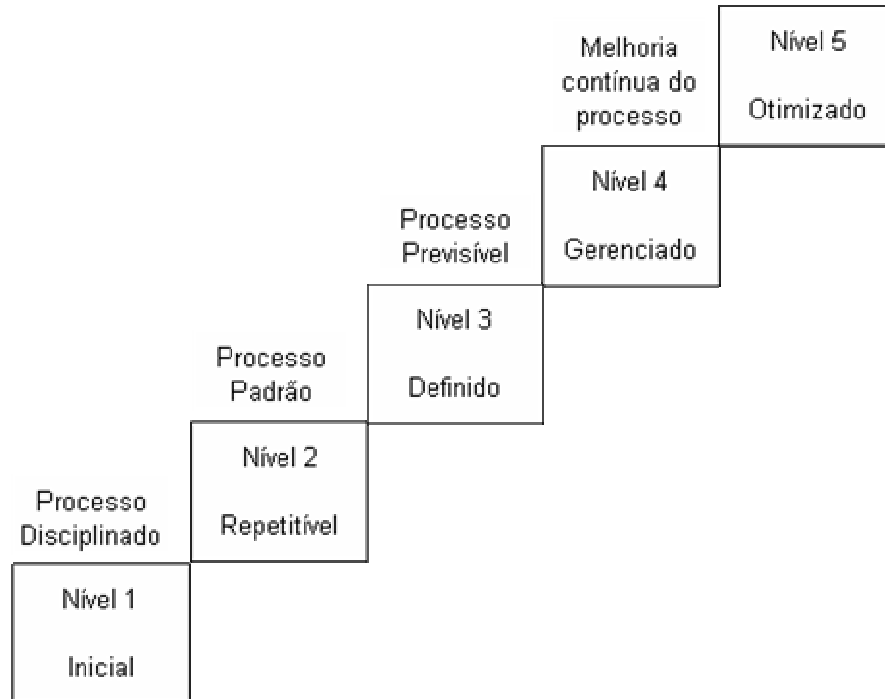 Melhoria
contínua do
processo
Nível 5
Otimizado
Processo
Previsível
Nível 4
Gerenciado
Processo
Padrão
Nível 3
Definido
Processo
Disciplinado
Nível 2
Repetitível
Nível 1
Inicial